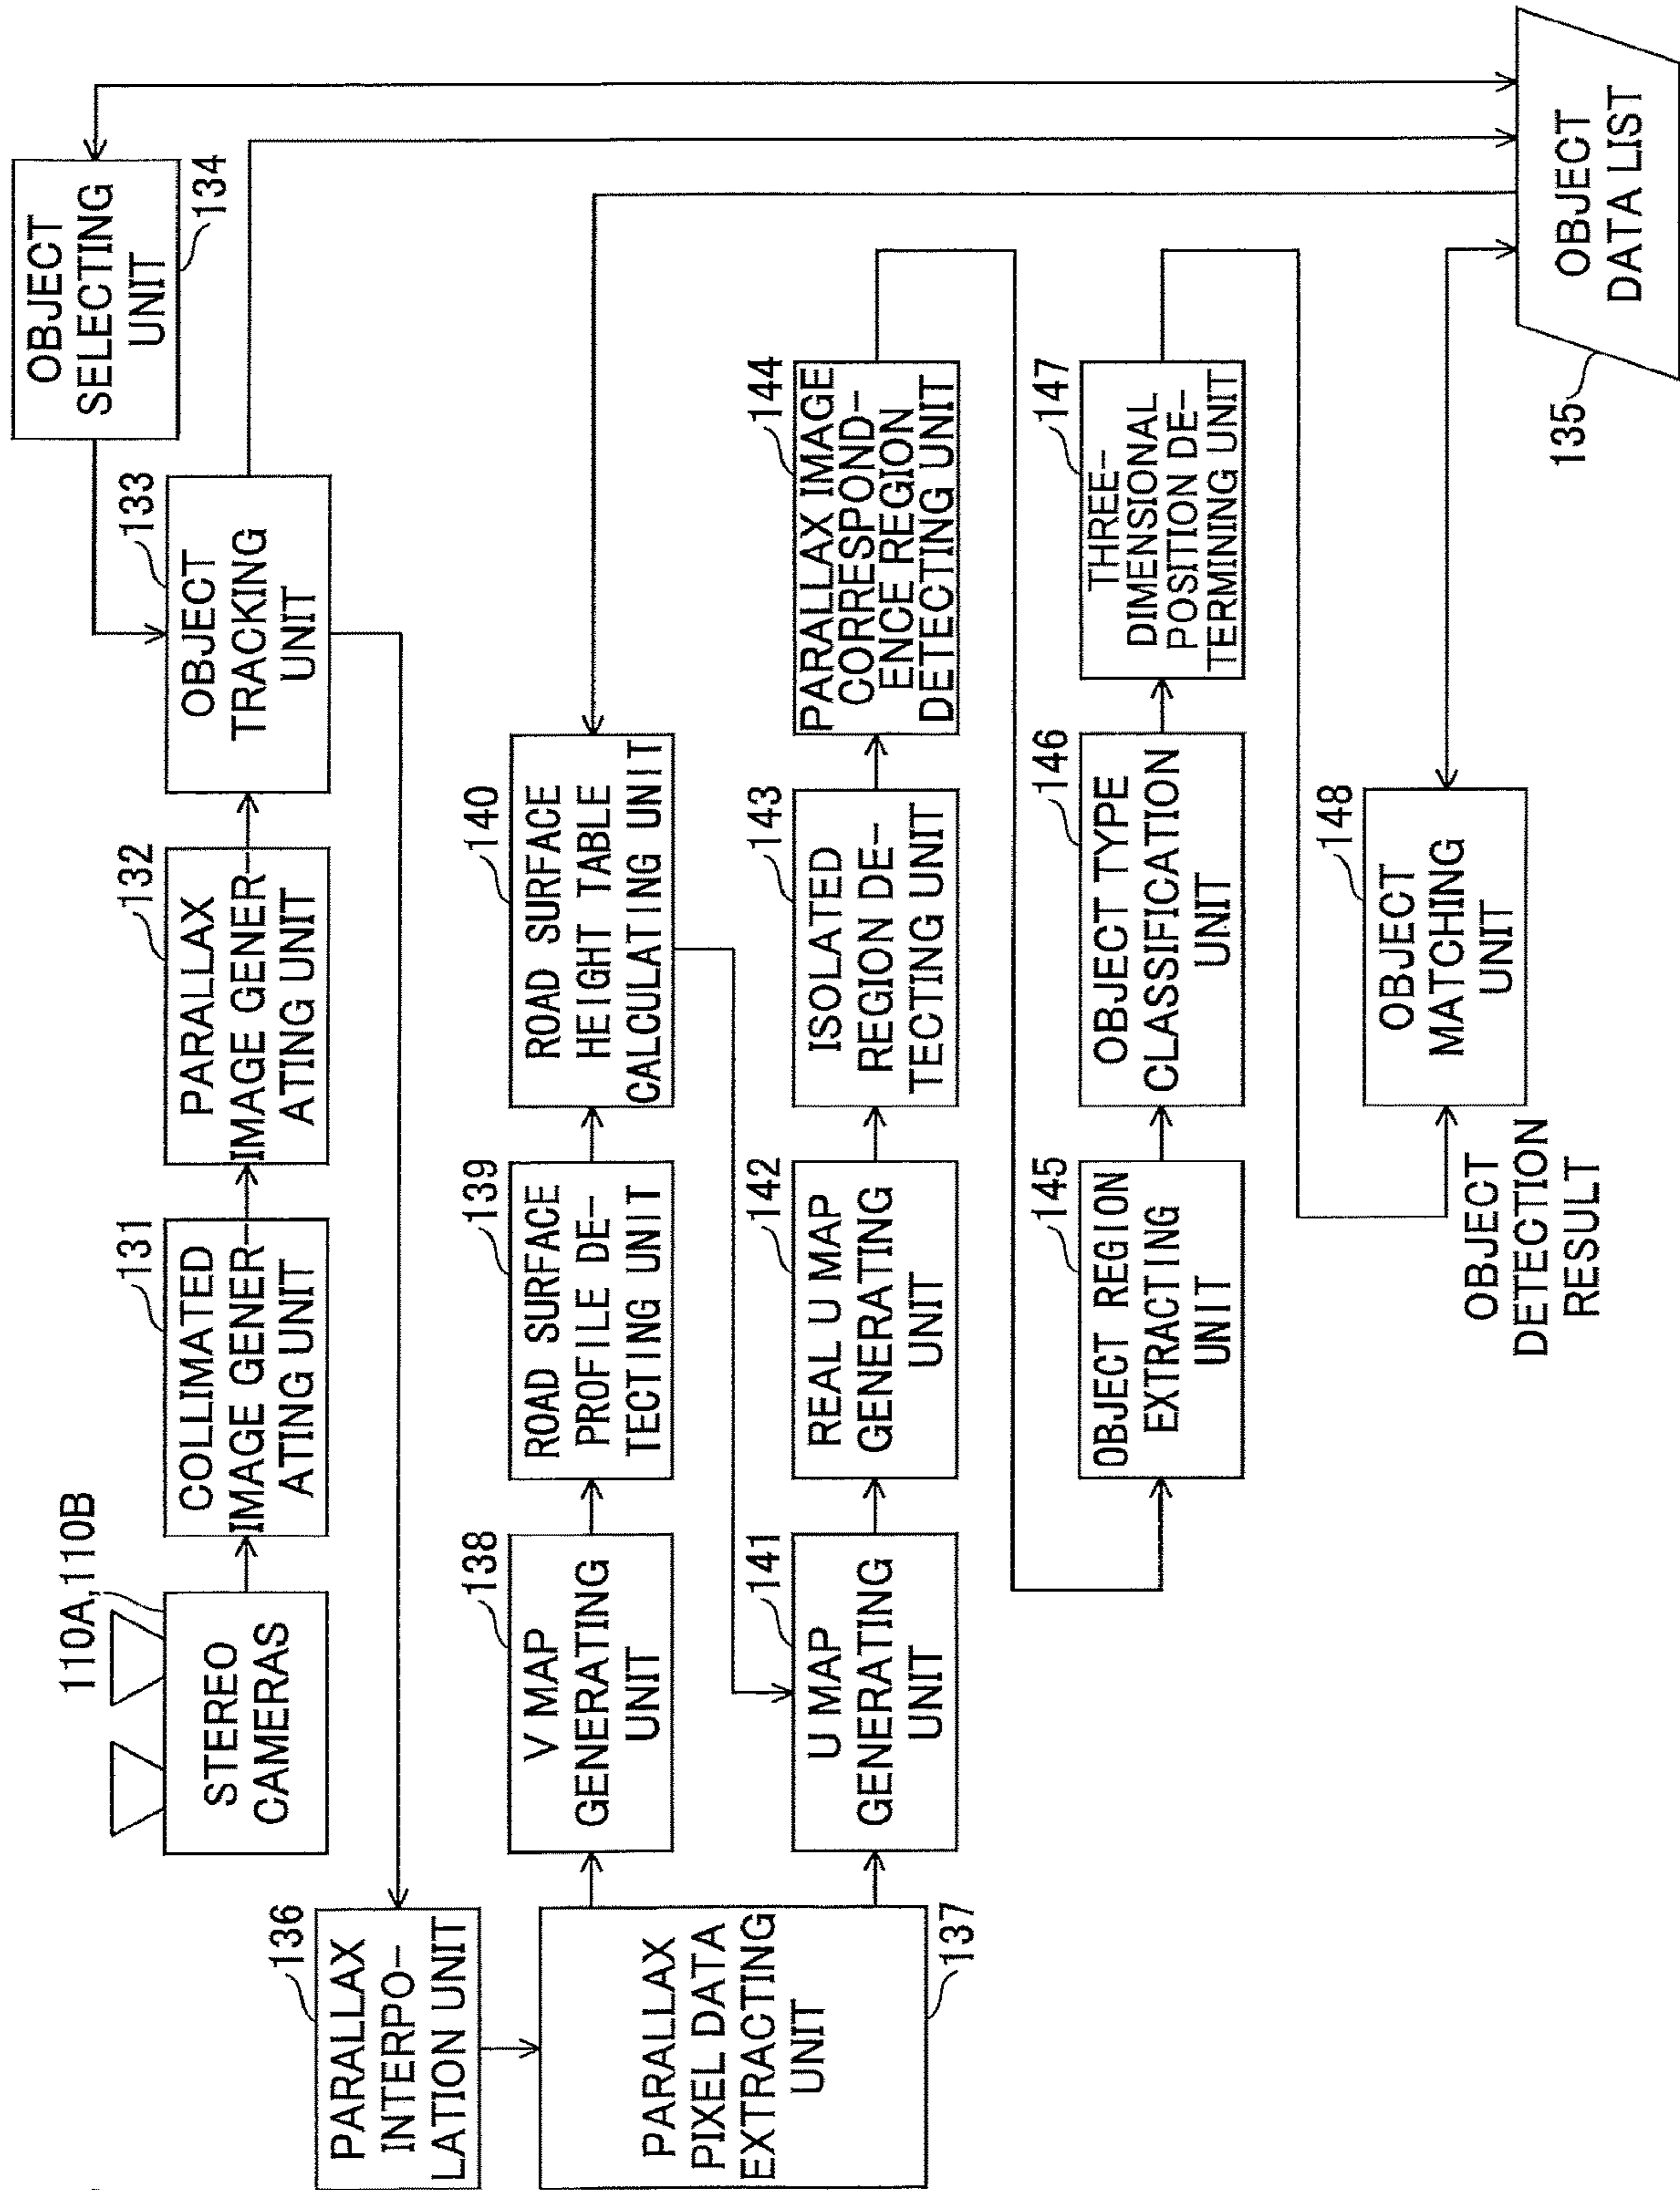 110A, 110B
STEREO
CAMERAS
131
COLLIMATED
IMAGE GENER-
ATING UNIT
132
PARALLAX
IMAGE GENER-
ATING UNIT
133
OBJECT
TRACKING
UNIT
OBJECT
SELECTING
UNIT
134
136
PARALLAX
INTERPO-
LATION UNIT
PARALLAX
PIXEL DATA
EXTRACTING
UNIT
137
138
V MAP
GENERATING
UNIT
139
ROAD SURFACE
PROFILE DE-
TECTING UNIT
140
ROAD SURFACE
HEIGHT TABLE
CALCULATING UNIT
141
U MAP
GENERATING
UNIT
142
REAL U MAP
GENERATING
UNIT
143
ISOLATED
REGION DE-
TECTING UNIT
144
PARALLAX IMAGE
CORRESPOND-
ENCE REGION
DETECTING UNIT
145
OBJECT REGION
EXTRACTING
UNIT
146
OBJECT TYPE
CLASSIFICATION
UNIT
147
THREE-
DIMENSIONAL
POSITION DE-
TERMINING UNIT
148
OBJECT
MATCHING
UNIT
OBJECT
DETECTION
RESULT
135
OBJECT
DATA LIST